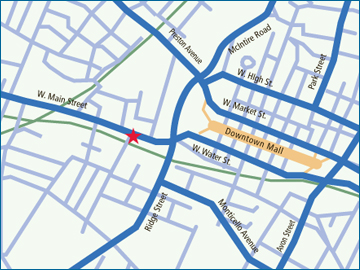 Preston Avenue
McIntire Road
Park Street
W. High St.
W. Main Street
W. Market St.
Downtown Mall
W. Water St.
Ridge Street
Monticello Avenue
Avon Street